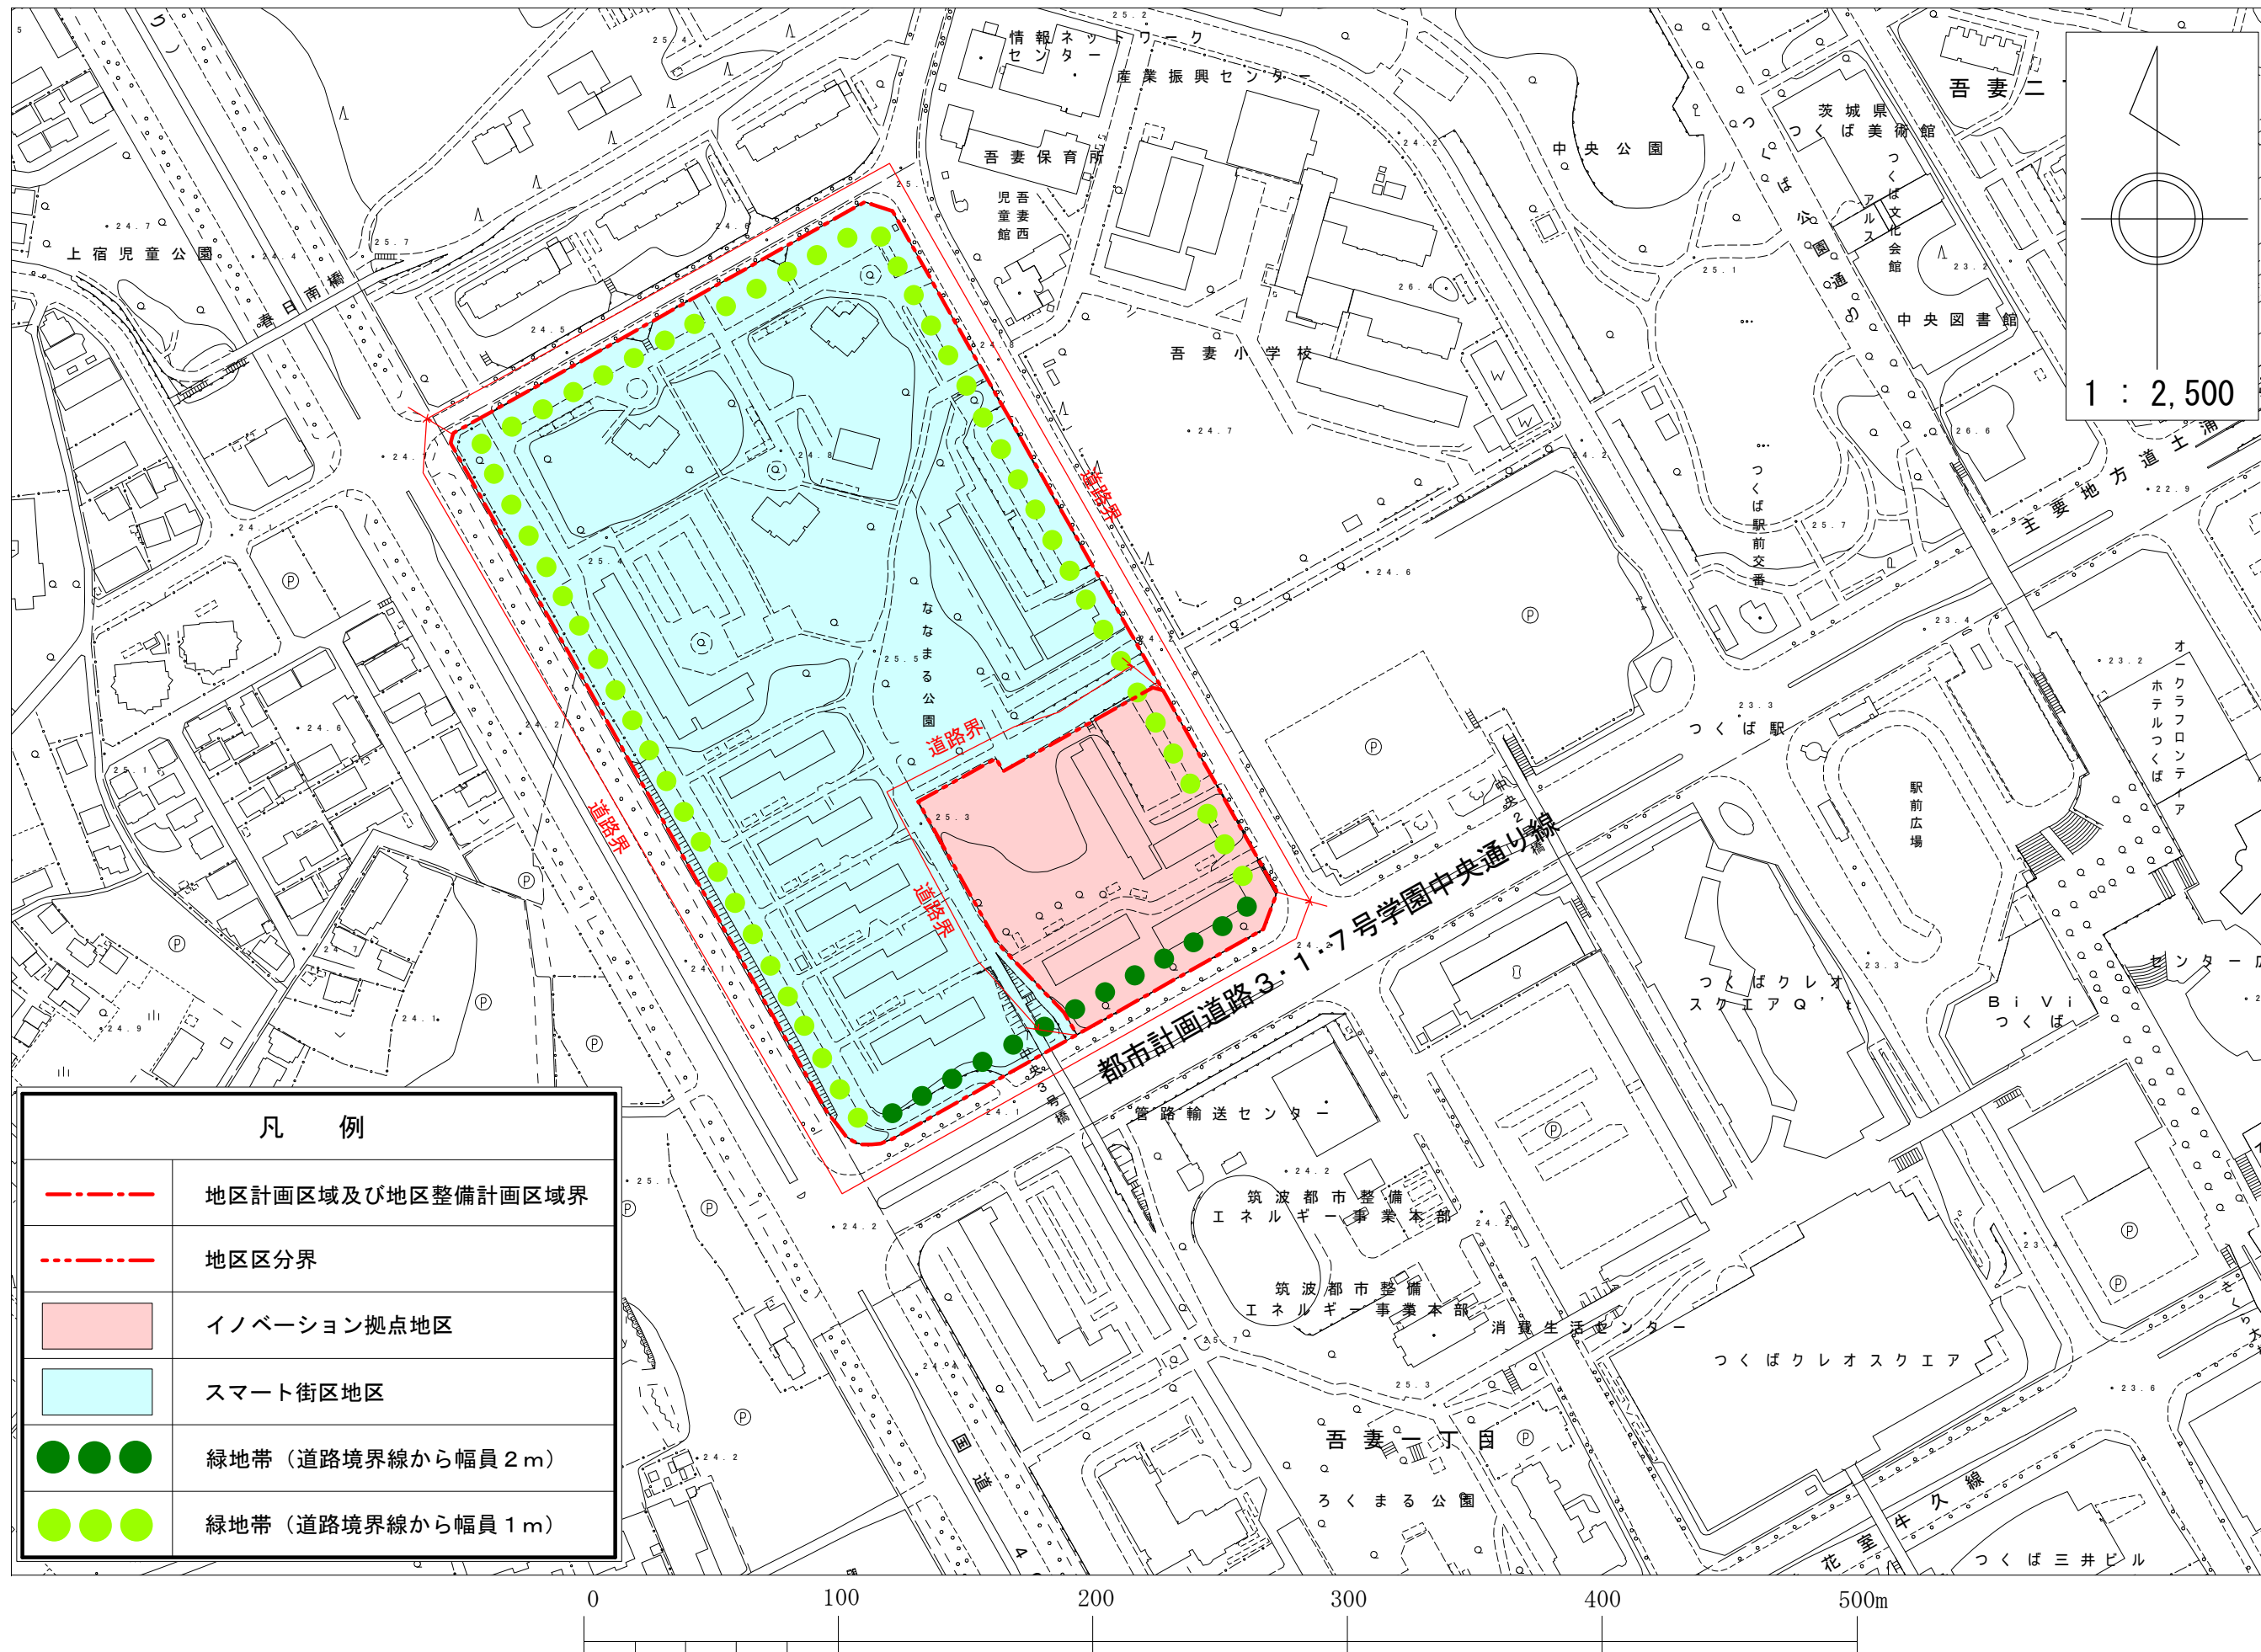 情報ネットワーク
センター
産業振興センター
吾妻保育所
吾妻西
児童館
中央公園
つくば公園通り
茨城県
つくば美術館
つくば文化会館
アルス
中央図書館
1 : 2,500
上宿児童公園
春日南橋
吾妻小学校
つくば駅前交番
主要地方道土浦
ななまる公園
道路界
道路界
道路界
道路界
つくば駅
オークラフロンティア
ホテルつくば
駅前広場
中央2号橋
都市計画道路3・1・7号学園中央通り線
中央3号橋
つくばクレオ
スクエアQ't
BiVi
つくば
管路輸送センター
筑波都市整備
エネルギー事業本部
筑波都市整備
エネルギー事業本部
消費生活センター
つくばクレオスクエア
吾妻一丁目
ろくまる公園
国道4
花室牛久線
つくば三井ビル
凡 例
地区計画区域及び地区整備計画区域界
地区区分界
イノベーション拠点地区
スマート街区地区
緑地帯（道路境界線から幅員２ｍ）
緑地帯（道路境界線から幅員１ｍ）
0 100 200 300 400 500m